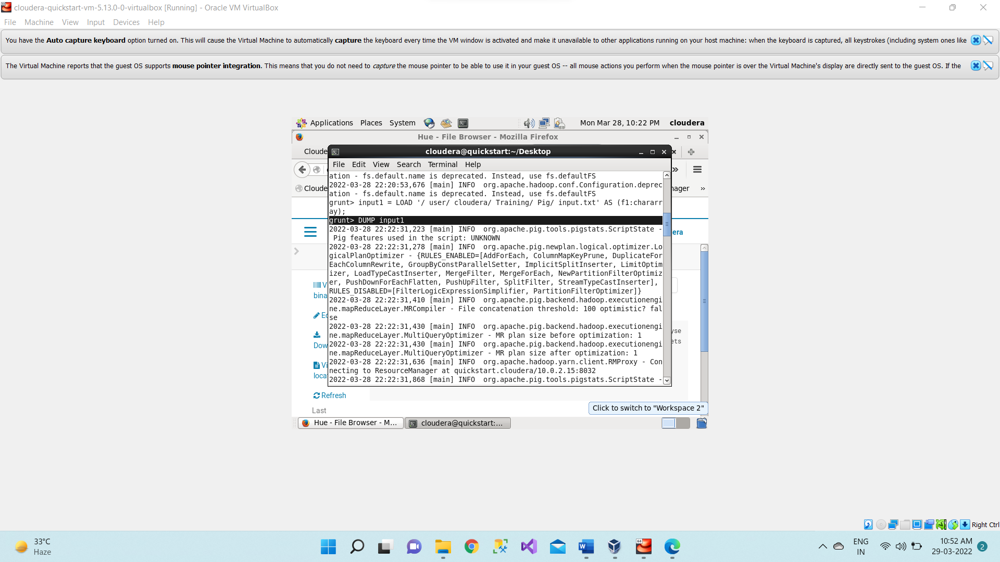 cloudera-quickstart-vm-5.13.0-0-virtualbox [Running] - Oracle VM VirtualBox
File Machine View Input Devices Help
You have the Auto capture keyboard option turned on. This will cause the Virtual Machine to automatically capture the keyboard every time the VM window is activated and make it unavailable to other applications running on your host machine: when the keyboard is captured, all keystrokes (including system ones like
The Virtual Machine reports that the guest OS supports mouse pointer integration. This means that you do not need to capture the mouse pointer to be able to use it in your guest OS -- all mouse actions you perform when the mouse pointer is over the Virtual Machine's display are directly sent to the guest OS. If the
Applications Places System Mon Mar 28, 10:22 PM cloudera
Hue - File Browser - Mozilla Firefox
Cloude
cloudera@quickstart:~/Desktop
File Edit View Search Terminal Help
ation - fs.default.name is deprecated. Instead, use fs.defaultFS
2022-03-28 22:20:53,676 [main] INFO  org.apache.hadoop.conf.Configuration.deprec
ation - fs.default.name is deprecated. Instead, use fs.defaultFS
grunt> input1 = LOAD '/ user/ cloudera/ Training/ Pig/ input.txt' AS (f1:chararr
ay);
grunt> DUMP input1
2022-03-28 22:22:31,223 [main] INFO  org.apache.pig.tools.pigstats.ScriptState -
 Pig features used in the script: UNKNOWN
2022-03-28 22:22:31,278 [main] INFO  org.apache.pig.newplan.logical.optimizer.Lo
gicalPlanOptimizer - {RULES_ENABLED=[AddForEach, ColumnMapKeyPrune, DuplicateFor
EachColumnRewrite, GroupByConstParallelSetter, ImplicitSplitInserter, LimitOptim
izer, LoadTypeCastInserter, MergeFilter, MergeForEach, NewPartitionFilterOptimiz
er, PushDownForEachFlatten, PushUpFilter, SplitFilter, StreamTypeCastInserter],
RULES_DISABLED=[FilterLogicExpressionSimplifier, PartitionFilterOptimizer]}
2022-03-28 22:22:31,410 [main] INFO  org.apache.pig.backend.hadoop.executionengi
ne.mapReduceLayer.MRCompiler - File concatenation threshold: 100 optimistic? fal
se
2022-03-28 22:22:31,430 [main] INFO  org.apache.pig.backend.hadoop.executionengi
ne.mapReduceLayer.MultiQueryOptimizer - MR plan size before optimization: 1
2022-03-28 22:22:31,430 [main] INFO  org.apache.pig.backend.hadoop.executionengi
ne.mapReduceLayer.MultiQueryOptimizer - MR plan size after optimization: 1
2022-03-28 22:22:31,636 [main] INFO  org.apache.hadoop.yarn.client.RMProxy - Con
necting to ResourceManager at quickstart.cloudera/10.0.2.15:8032
2022-03-28 22:22:31,868 [main] INFO  org.apache.pig.tools.pigstats.ScriptState -
Cloude
nager
»
era
V
bina
Ed
Dow
Vi
locat
Refresh
Last
yse
ets
Click to switch to "Workspace 2"
Hue - File Browser - M... cloudera@quickstart:...
Right Ctrl
33°C
Haze
64
ENG
IN
10:52 AM
29-03-2022
2